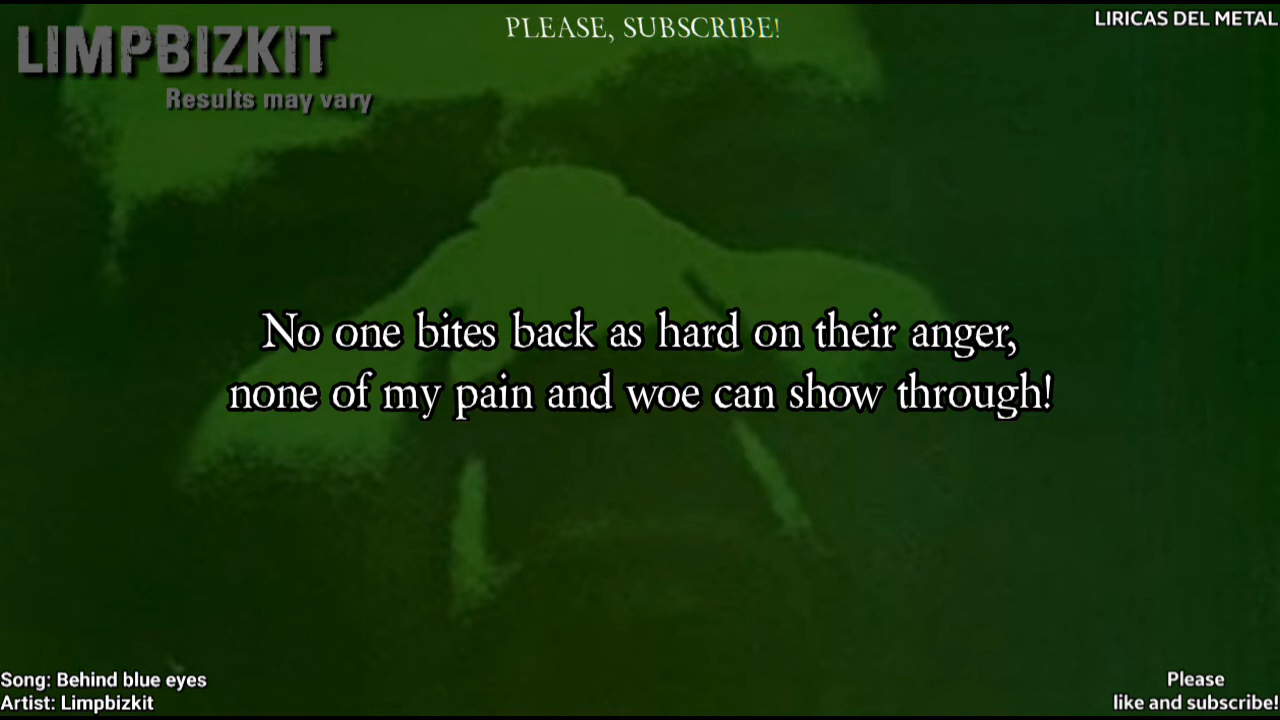 LIMPBIZKIT
Results may vary
PLEASE, SUBSCRIBE!
LIRICAS DEL METAL
No one bites back as hard on their anger,
none of my pain and woe can show through!
Song: Behind blue eyes
Artist: Limpbizkit
Please
like and subscribe!